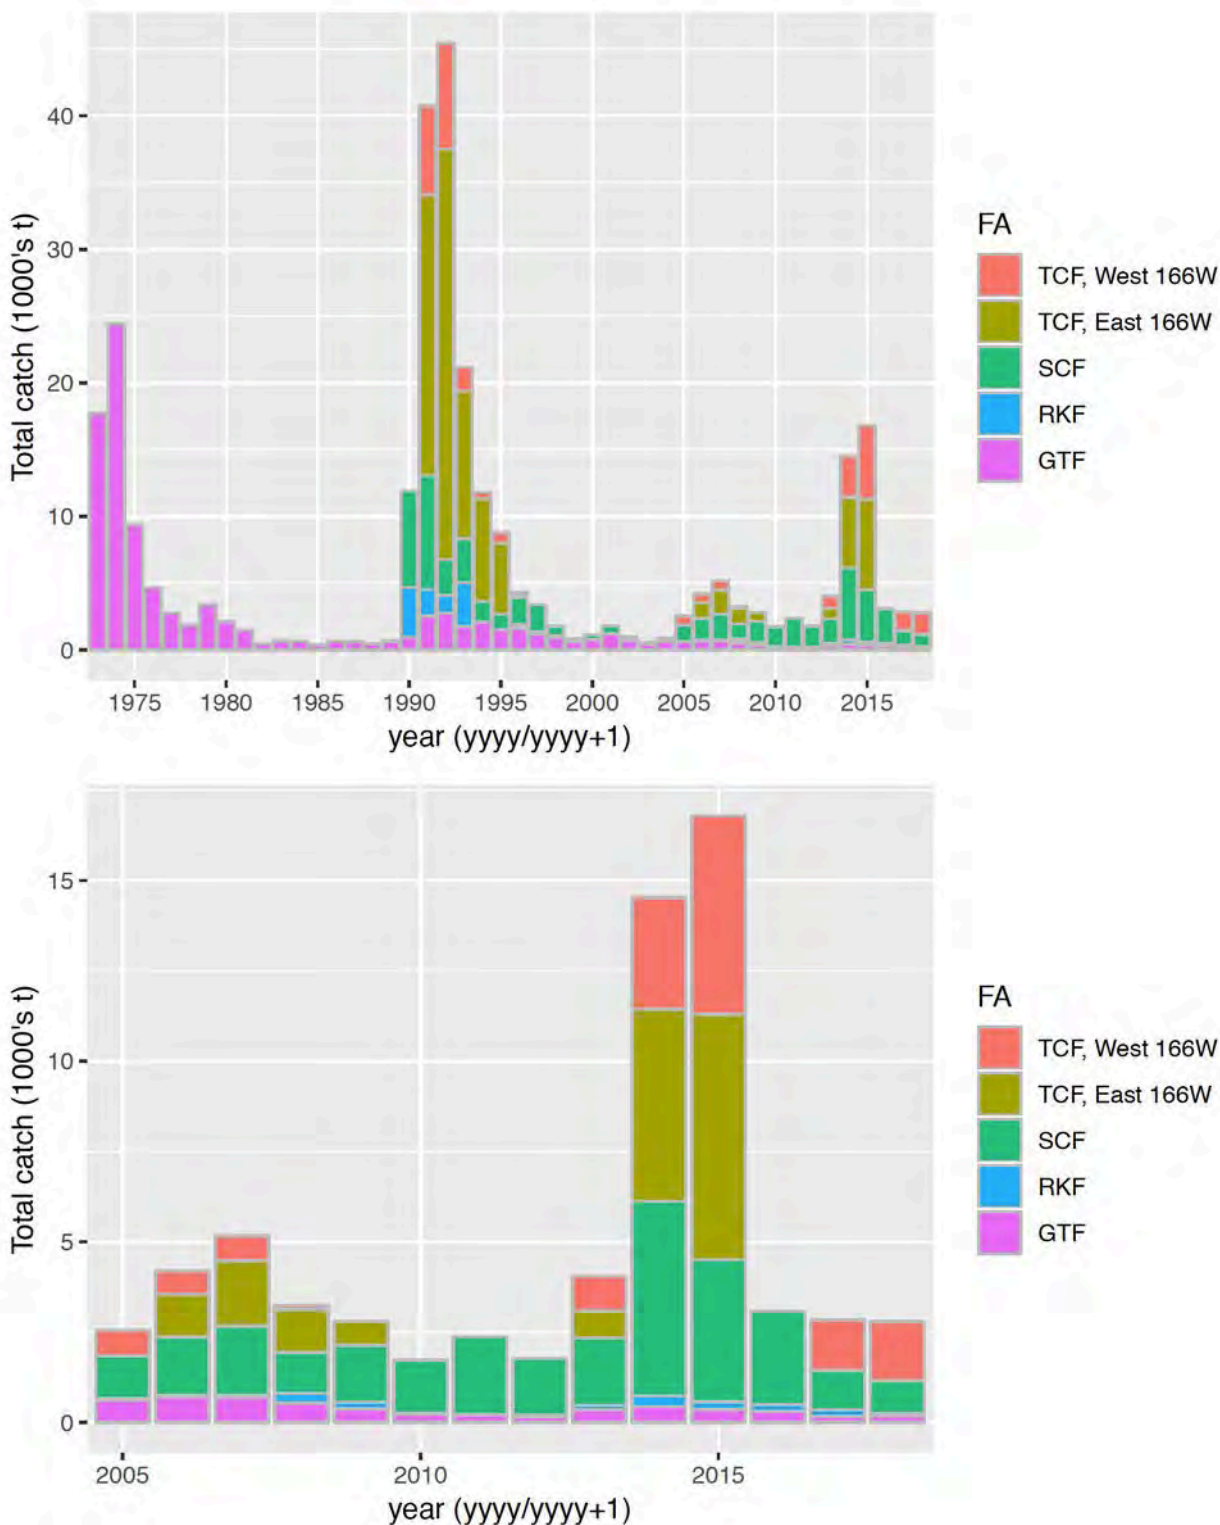 Total catch (1000's t)
40
30
20
10
0
1975 1980 1985 1990 1995 2000 2005 2010 2015
year (yyyy/yyyy+1)
FA
TCF, West 166W
TCF, East 166W
SCF
RKF
GTF
Total catch (1000's t)
15
10
5
0
2005 2010 2015
year (yyyy/yyyy+1)
FA
TCF, West 166W
TCF, East 166W
SCF
RKF
GTF